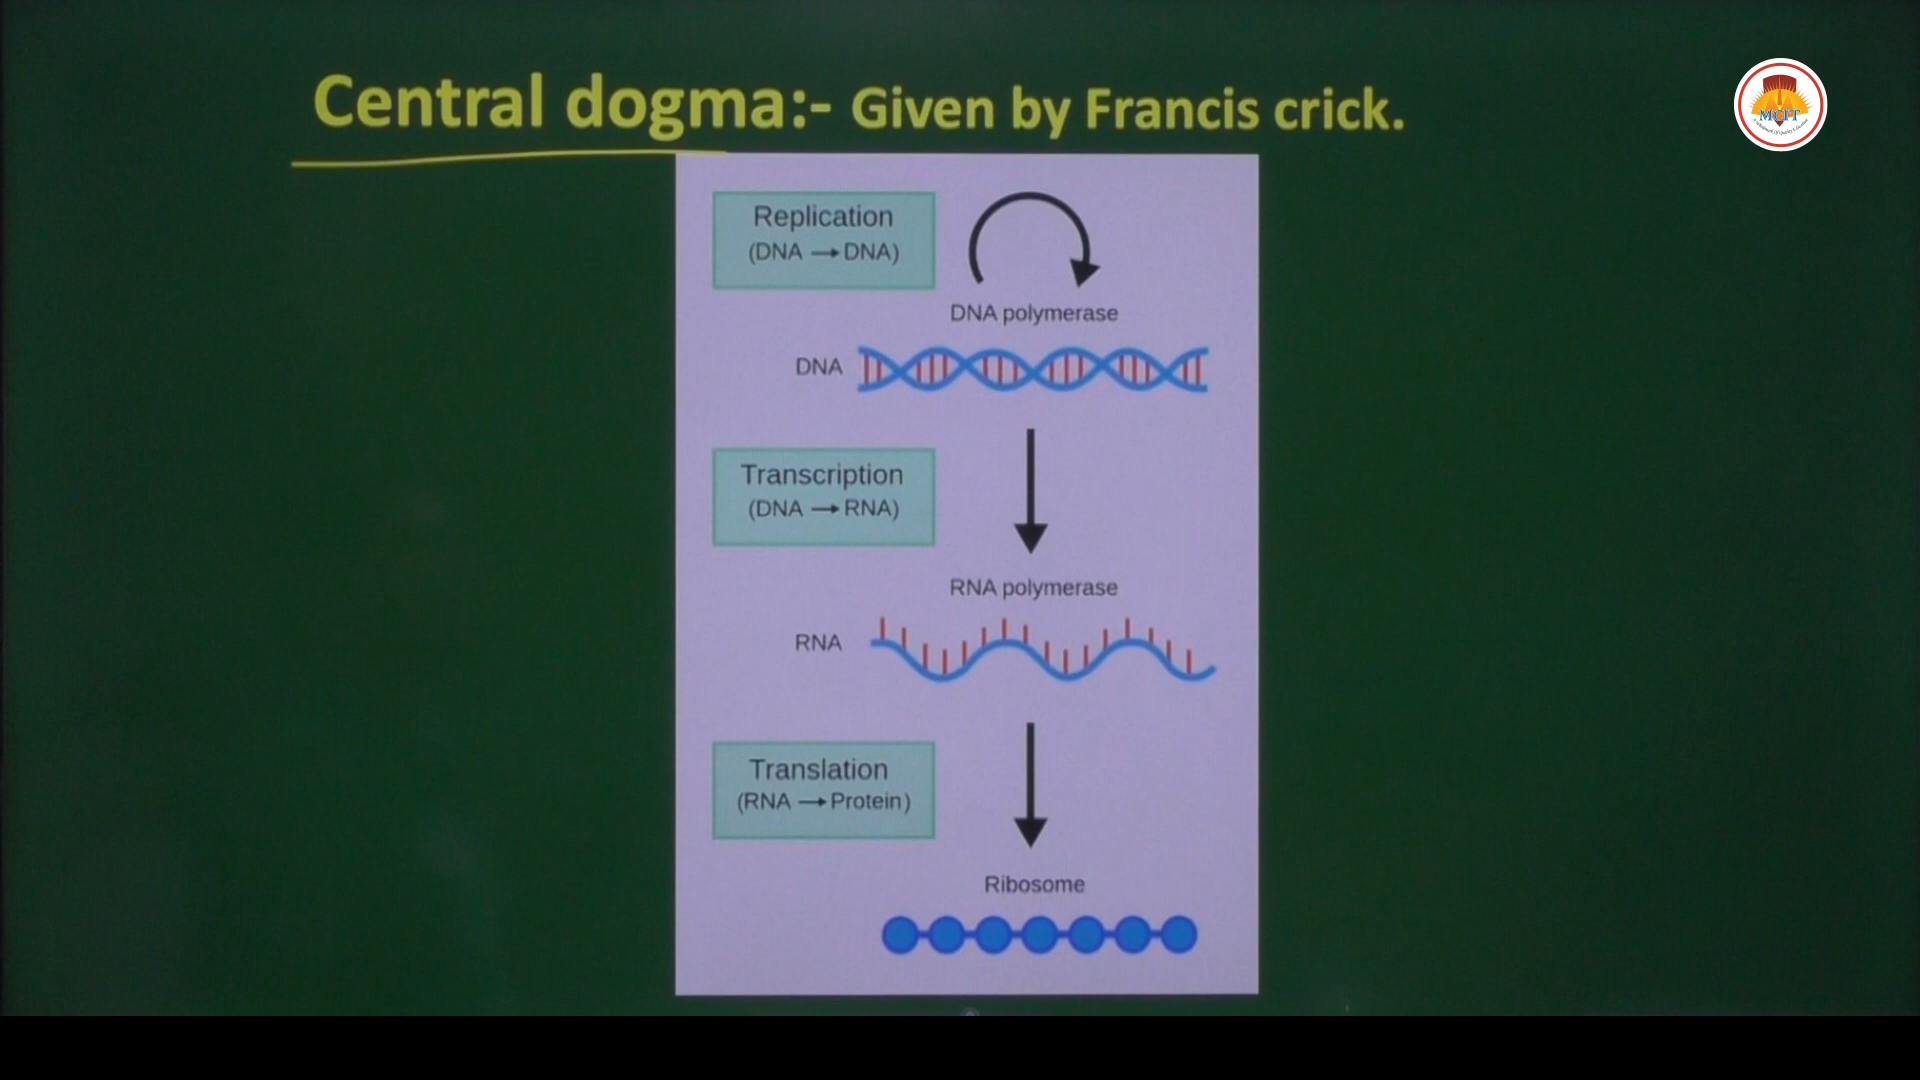 Central dogma:- Given by Francis crick.
MCIT
Replication
(DNA → DNA)
DNA polymerase
DNA
Transcription
(DNA → RNA)
RNA polymerase
RNA
Translation
(RNA → Protein)
Ribosome